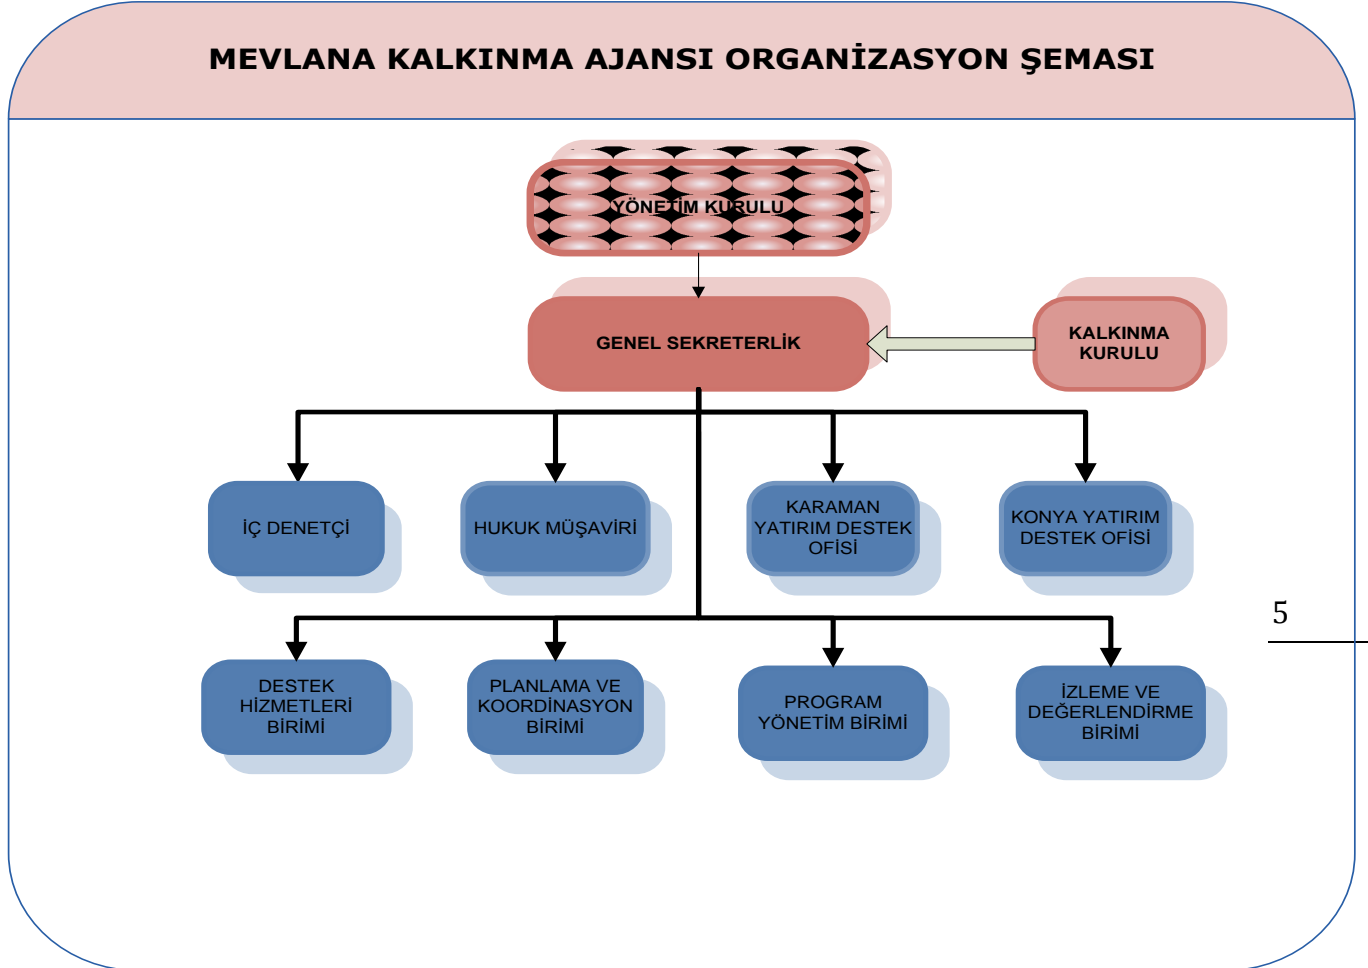 MEVLANA KALKINMA AJANSI ORGANİZASYON ŞEMASI
YÖNETİM KURULU
GENEL SEKRETERLİK
KALKINMA
KURULU
İÇ DENETÇİ
HUKUK MÜŞAVİRİ
KARAMAN
YATIRIM DESTEK
OFİSİ
KONYA YATIRIM
DESTEK OFİSİ
5
DESTEK
HİZMETLERİ
BİRİMİ
PLANLAMA VE
KOORDİNASYON
BİRİMİ
PROGRAM
YÖNETİM BİRİMİ
İZLEME VE
DEĞERLENDİRME
BİRİMİ